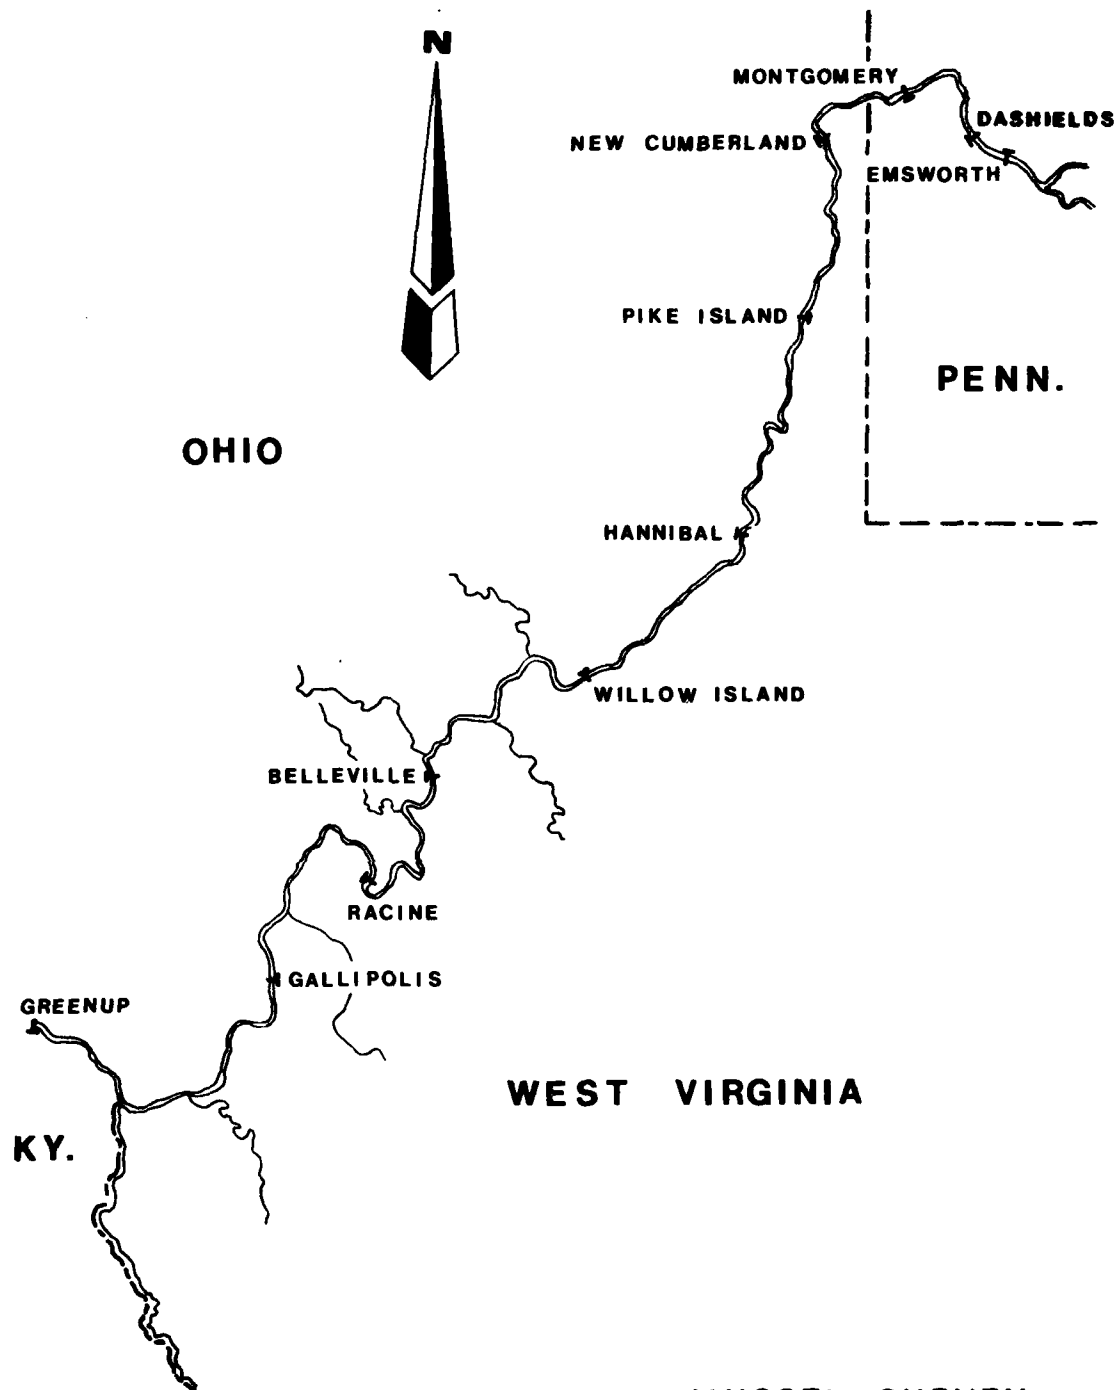 N
MONTGOMERY
DASHIELDS
NEW CUMBERLAND
EMSWORTH
PIKE ISLAND
PENN.
OHIO
HANNIBAL
WILLOW ISLAND
BELLEVILLE
RACINE
GALLIPOLIS
GREENUP
WEST VIRGINIA
KY.